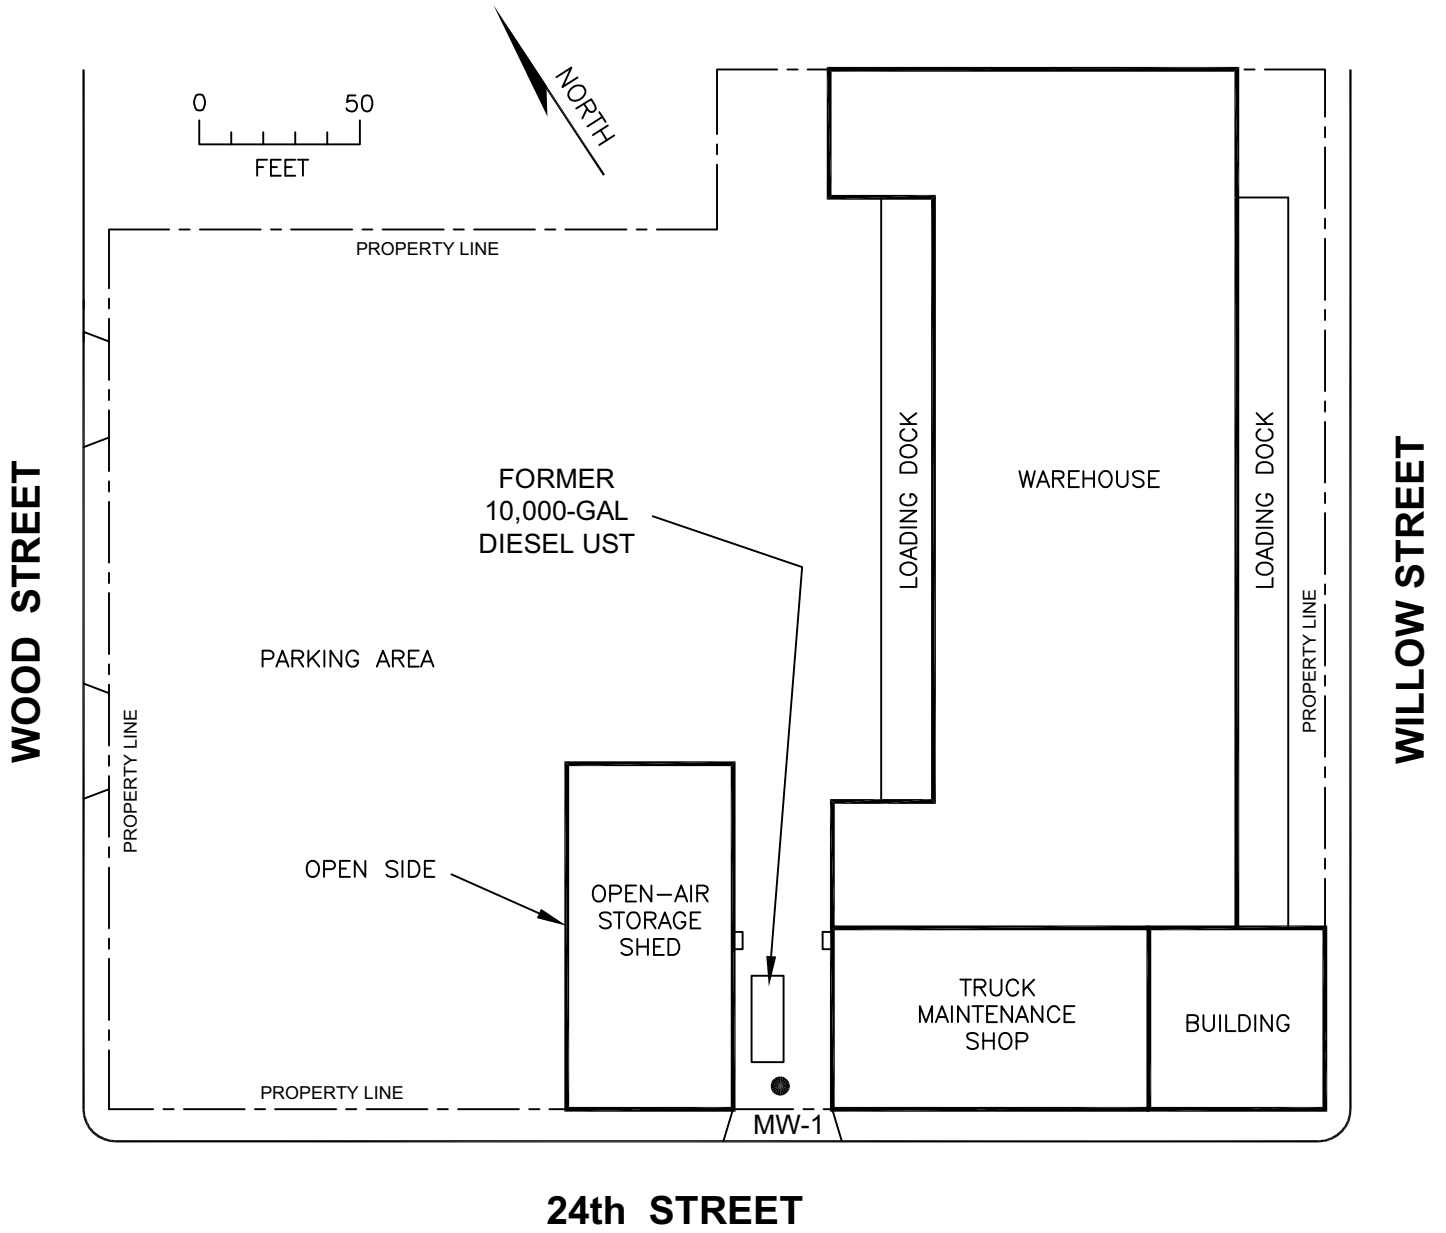 0 50
FEET
NORTH
PROPERTY LINE
FORMER
10,000-GAL
DIESEL UST
LOADING DOCK
WAREHOUSE
LOADING DOCK
PROPERTY LINE
WOOD STREET
WILLOW STREET
PARKING AREA
PROPERTY LINE
OPEN SIDE
OPEN-AIR
STORAGE
SHED
TRUCK
MAINTENANCE
SHOP
BUILDING
PROPERTY LINE
MW-1
24th STREET